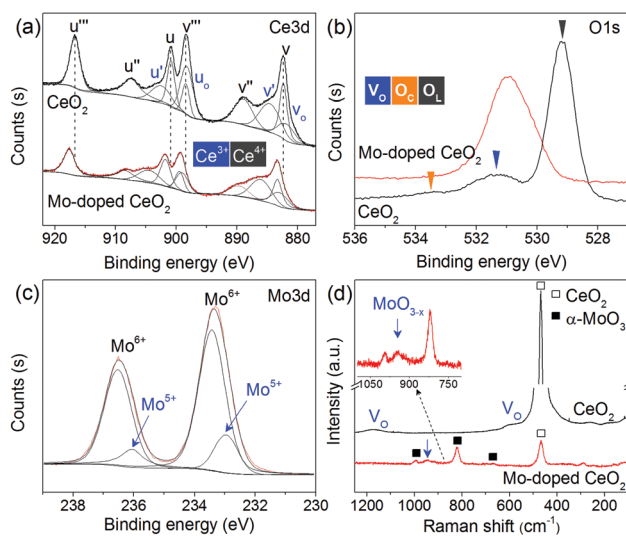 (a) Ce3d
u''' u'' u' u v''' u₀ v'' v' v v₀
CeO₂
Ce³⁺ Ce⁴⁺
Mo-doped CeO₂
Counts (s)
920 910 900 890 880
Binding energy (eV)
(b) O1s
V₀ O_C O_L
Mo-doped CeO₂
CeO₂
Counts (s)
536 534 532 530 528
Binding energy (eV)
(c) Mo3d
Mo⁶⁺
Mo⁶⁺
Mo⁵⁺
Mo⁵⁺
Counts (s)
238 236 234 232 230
Binding energy (eV)
(d)
□ CeO₂
■ α-MoO₃
MoO₃₋ₓ
1050 900 750
V₀ V₀
CeO₂
Mo-doped CeO₂
Intensity (a.u.)
1200 1000 800 600 400 200
Raman shift (cm⁻¹)